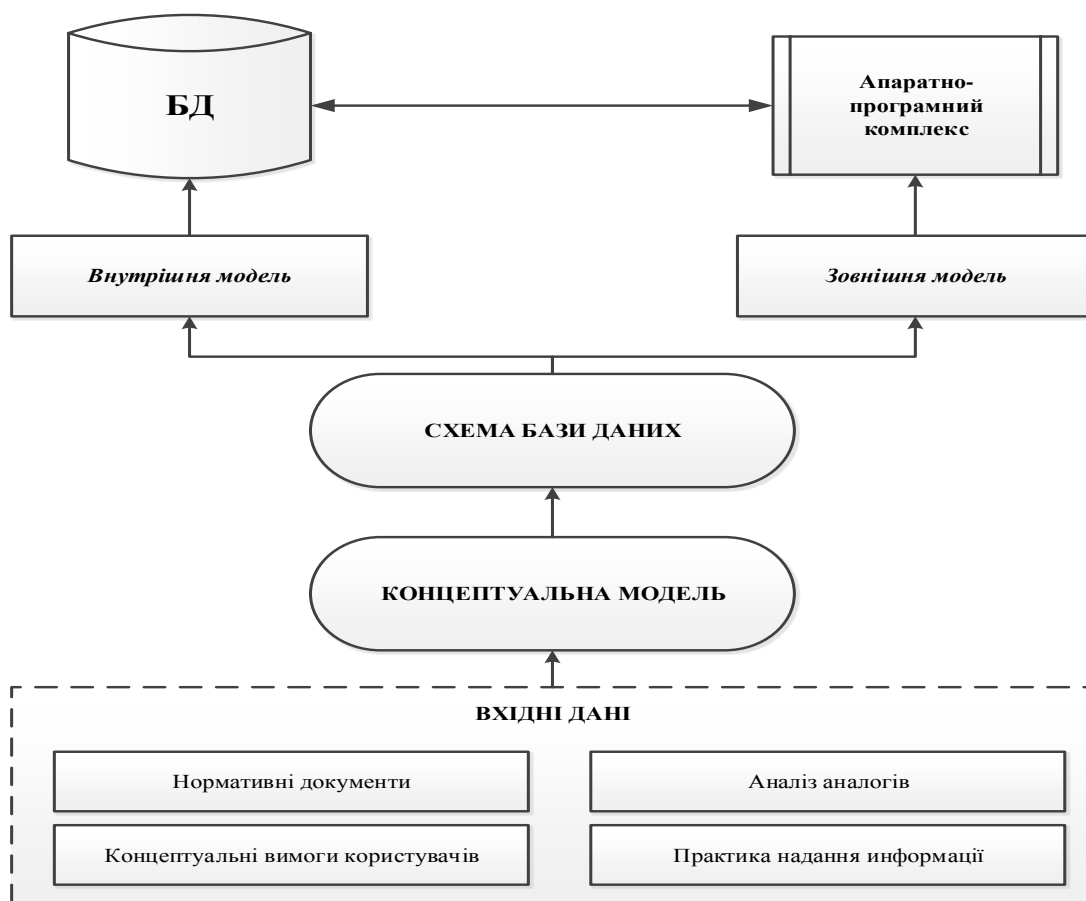 БД
Апаратно-
програмний
комплекс
Внутрішня модель
Зовнішня модель
СХЕМА БАЗИ ДАНИХ
КОНЦЕПТУАЛЬНА МОДЕЛЬ
ВХІДНІ ДАНІ
Нормативні документи
Аналіз аналогів
Концептуальні вимоги користувачів
Практика надання информації